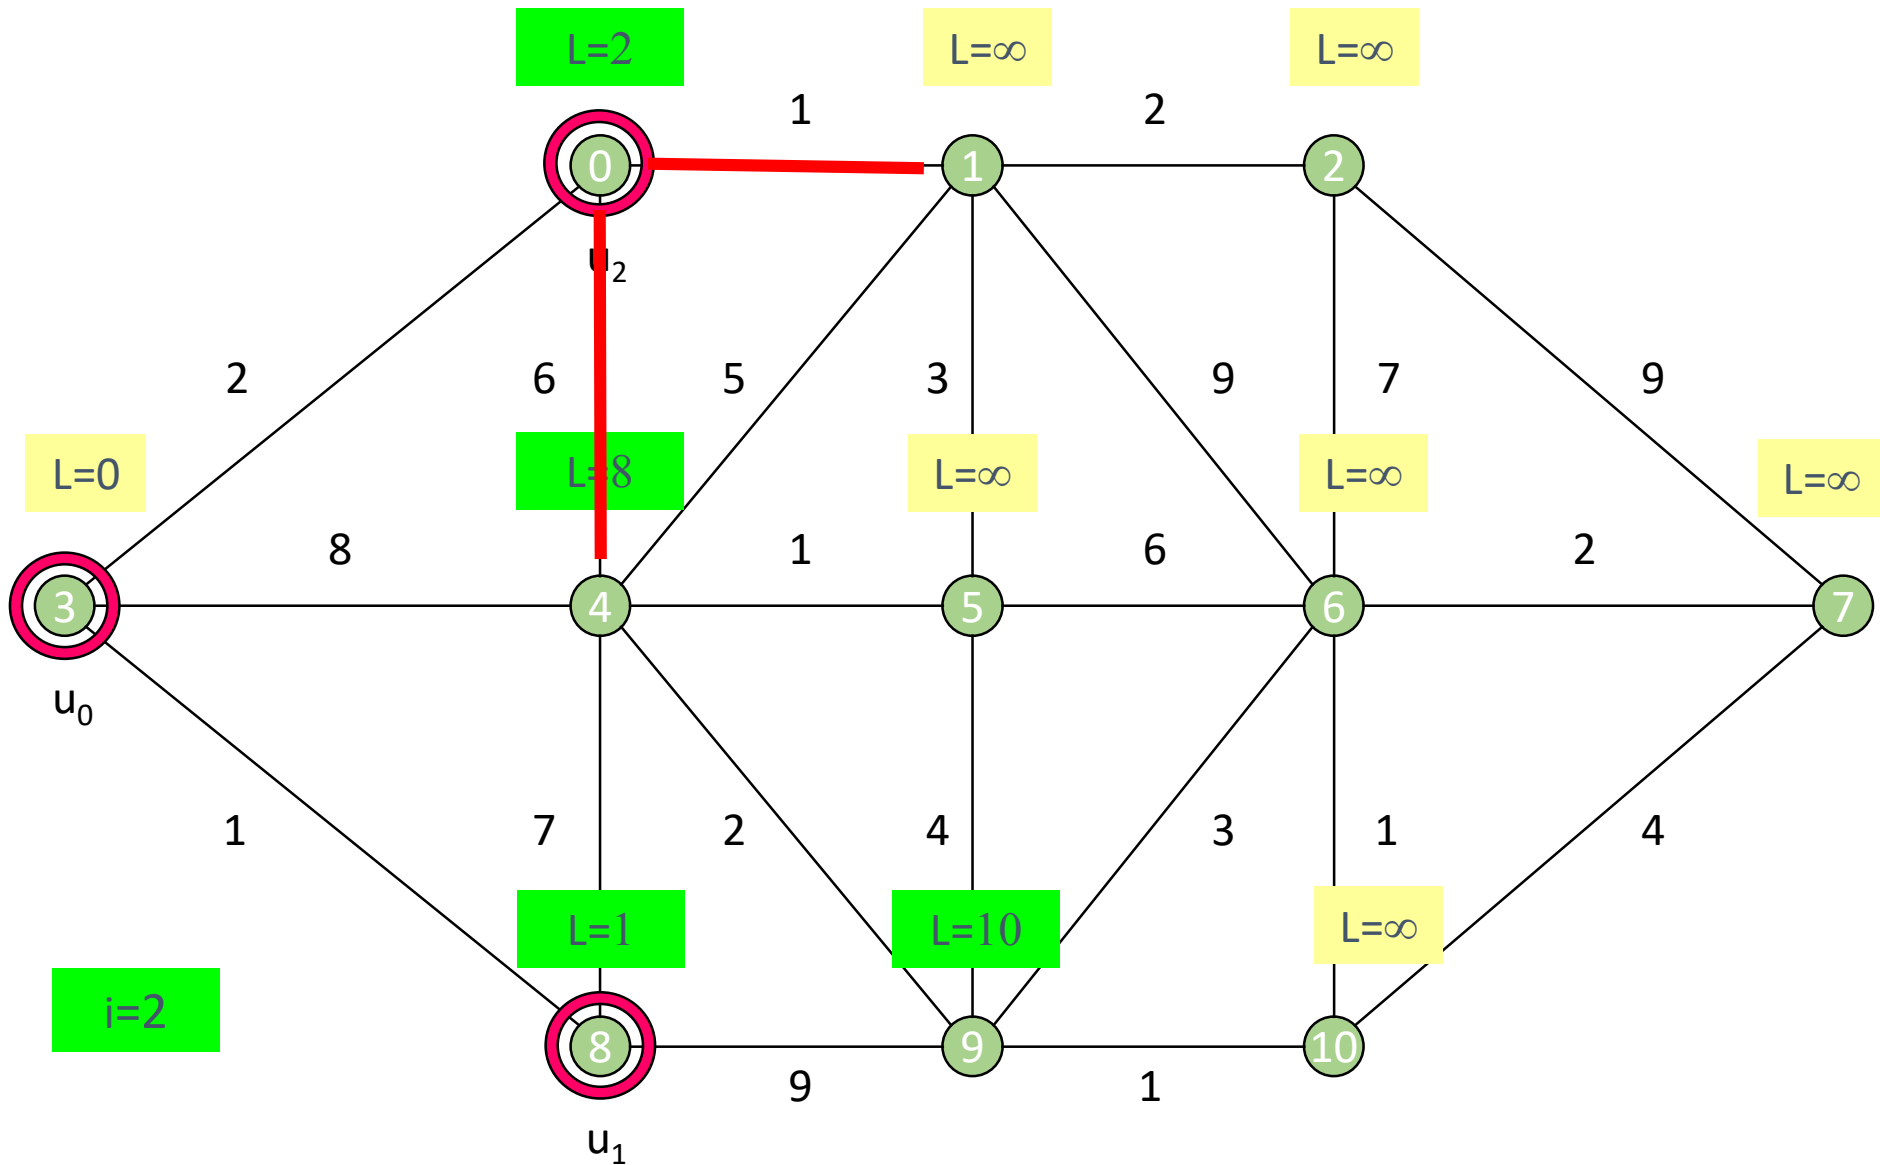 L=2 L=∞ L=∞
1 2
0 1 2
u₂
2 6 5 3 9 7 9
L=0 L=8 L=∞ L=∞ L=∞
8 1 6 2
3 4 5 6 7
u₀
1 7 2 4 3 1 4
L=1 L=10 L=∞
i=2
8 9 10
9 1
u₁